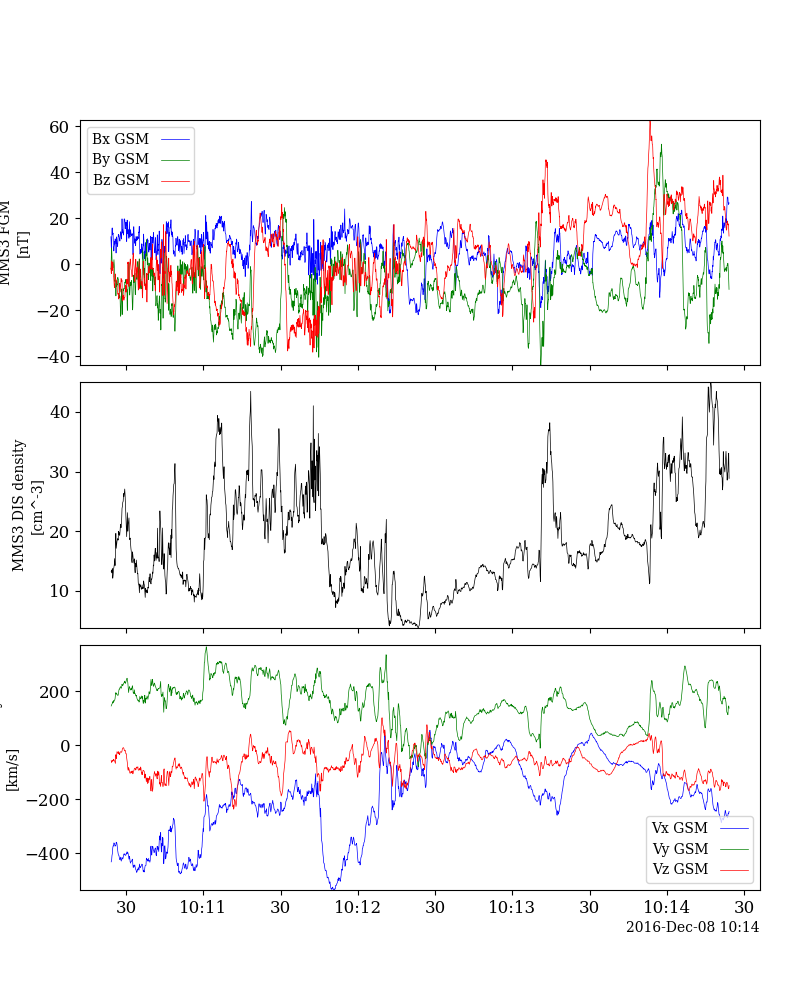 60
40
20
0
−20
−40
MMS3 FGM
[nT]
Bx GSM
By GSM
Bz GSM
40
30
20
10
MMS3 DIS density
[cm^-3]
200
0
−200
−400
[km/s]
Vx GSM
Vy GSM
Vz GSM
30 10:11 30 10:12 30 10:13 30 10:14 30
2016-Dec-08 10:14